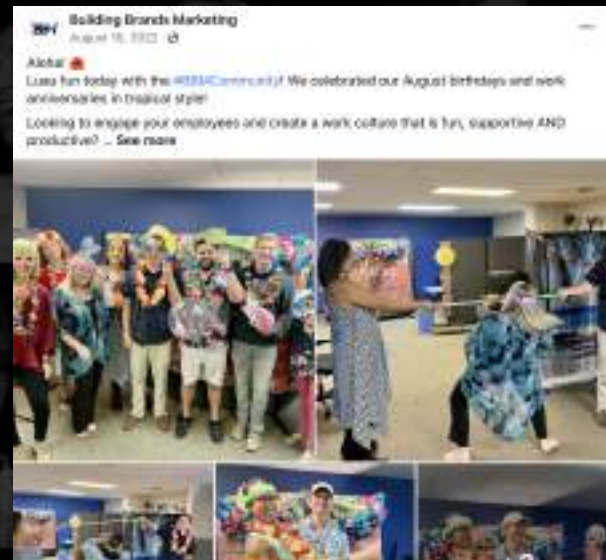 Building Brands Marketing
August 18, 2022
Aloha!
Luau fun today with the #BBMCommunity! We celebrated our August birthdays and work
anniversaries in tropical style!
Looking to engage your employees and create a work culture that is fun, supportive AND
productive? ... See more